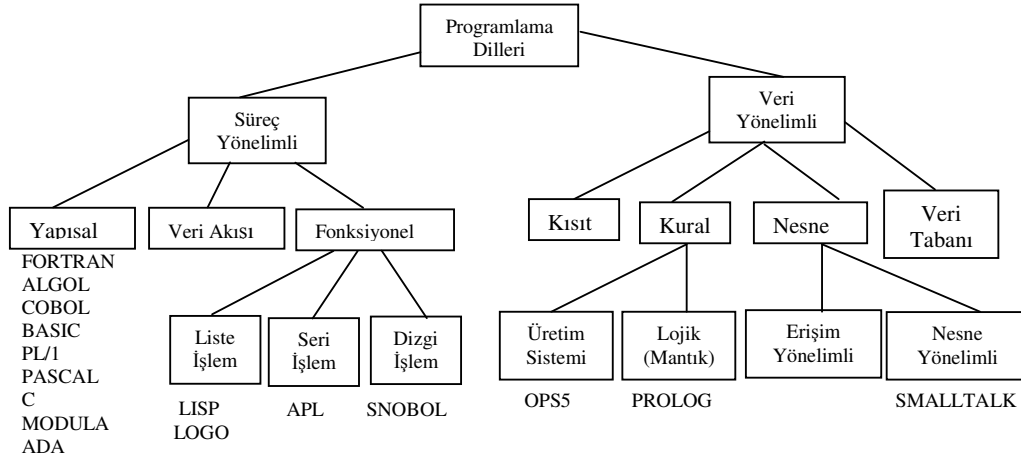 Programlama
Dilleri
Süreç
Yönelimli
Veri
Yönelimli
Yapısal
Veri Akısı
Fonksiyonel
Kısıt
Kural
Nesne
Veri
Tabanı
FORTRAN
ALGOL
COBOL
BASIC
PL/1
PASCAL
C
MODULA
ADA
Liste
İşlem
Seri
İşlem
Dizgi
İşlem
Üretim
Sistemi
Lojik
(Mantık)
Erişim
Yönelimli
Nesne
Yönelimli
LISP
LOGO
APL
SNOBOL
OPS5
PROLOG
SMALLTALK